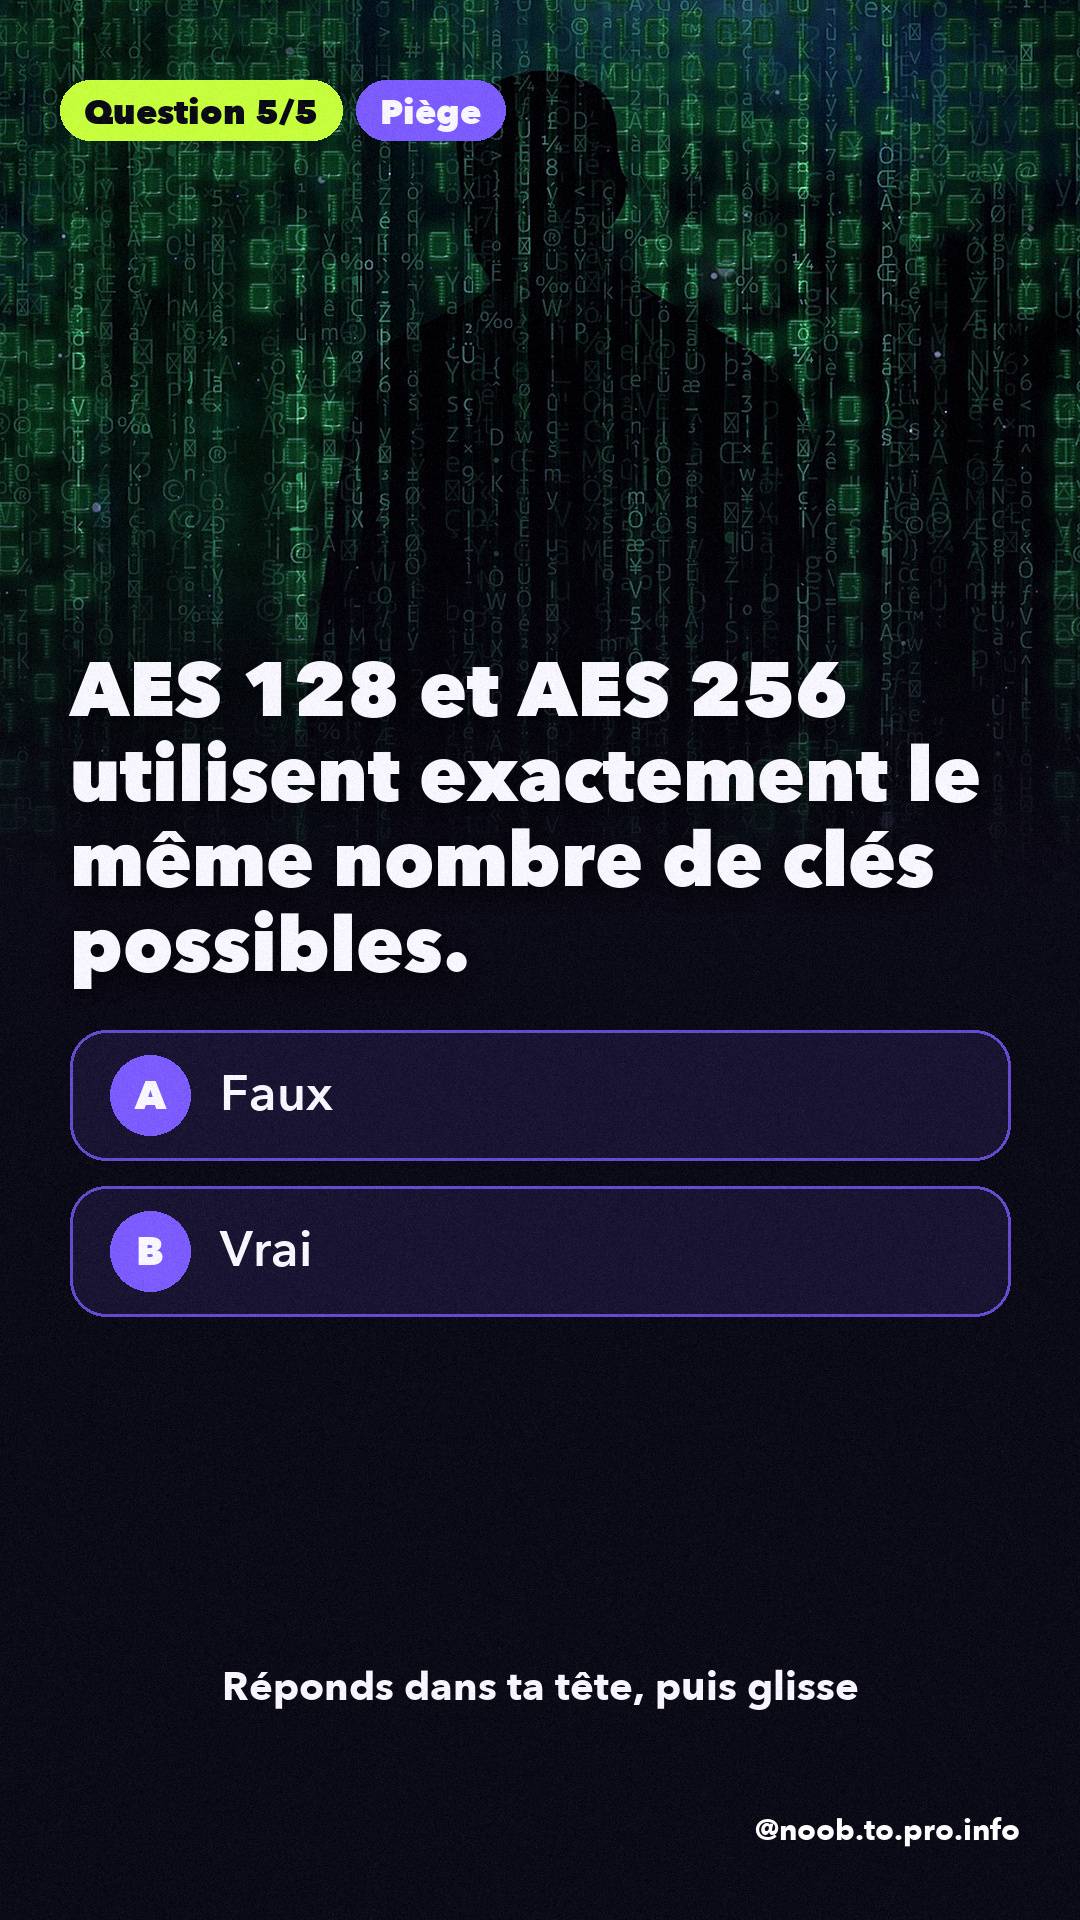 Question 5/5
Piège
AES 128 et AES 256
utilisent exactement le
même nombre de clés
possibles.
A
Faux
B
Vrai
Réponds dans ta tête, puis glisse
@noob.to.pro.info